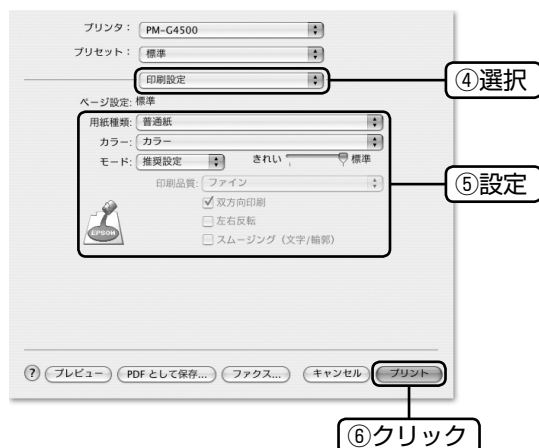 プリンタ： PM-G4500
プリセット： 標準
印刷設定
④選択
ページ設定: 標準
用紙種類: 普通紙
カラー: カラー
モード: 推奨設定 きれい 標準
印刷品質: ファイン
⑤設定
双方向印刷
左右反転
EPSON
スムージング（文字/輪郭）
? プレビュー PDF として保存... ファクス... キャンセル プリント
⑥クリック